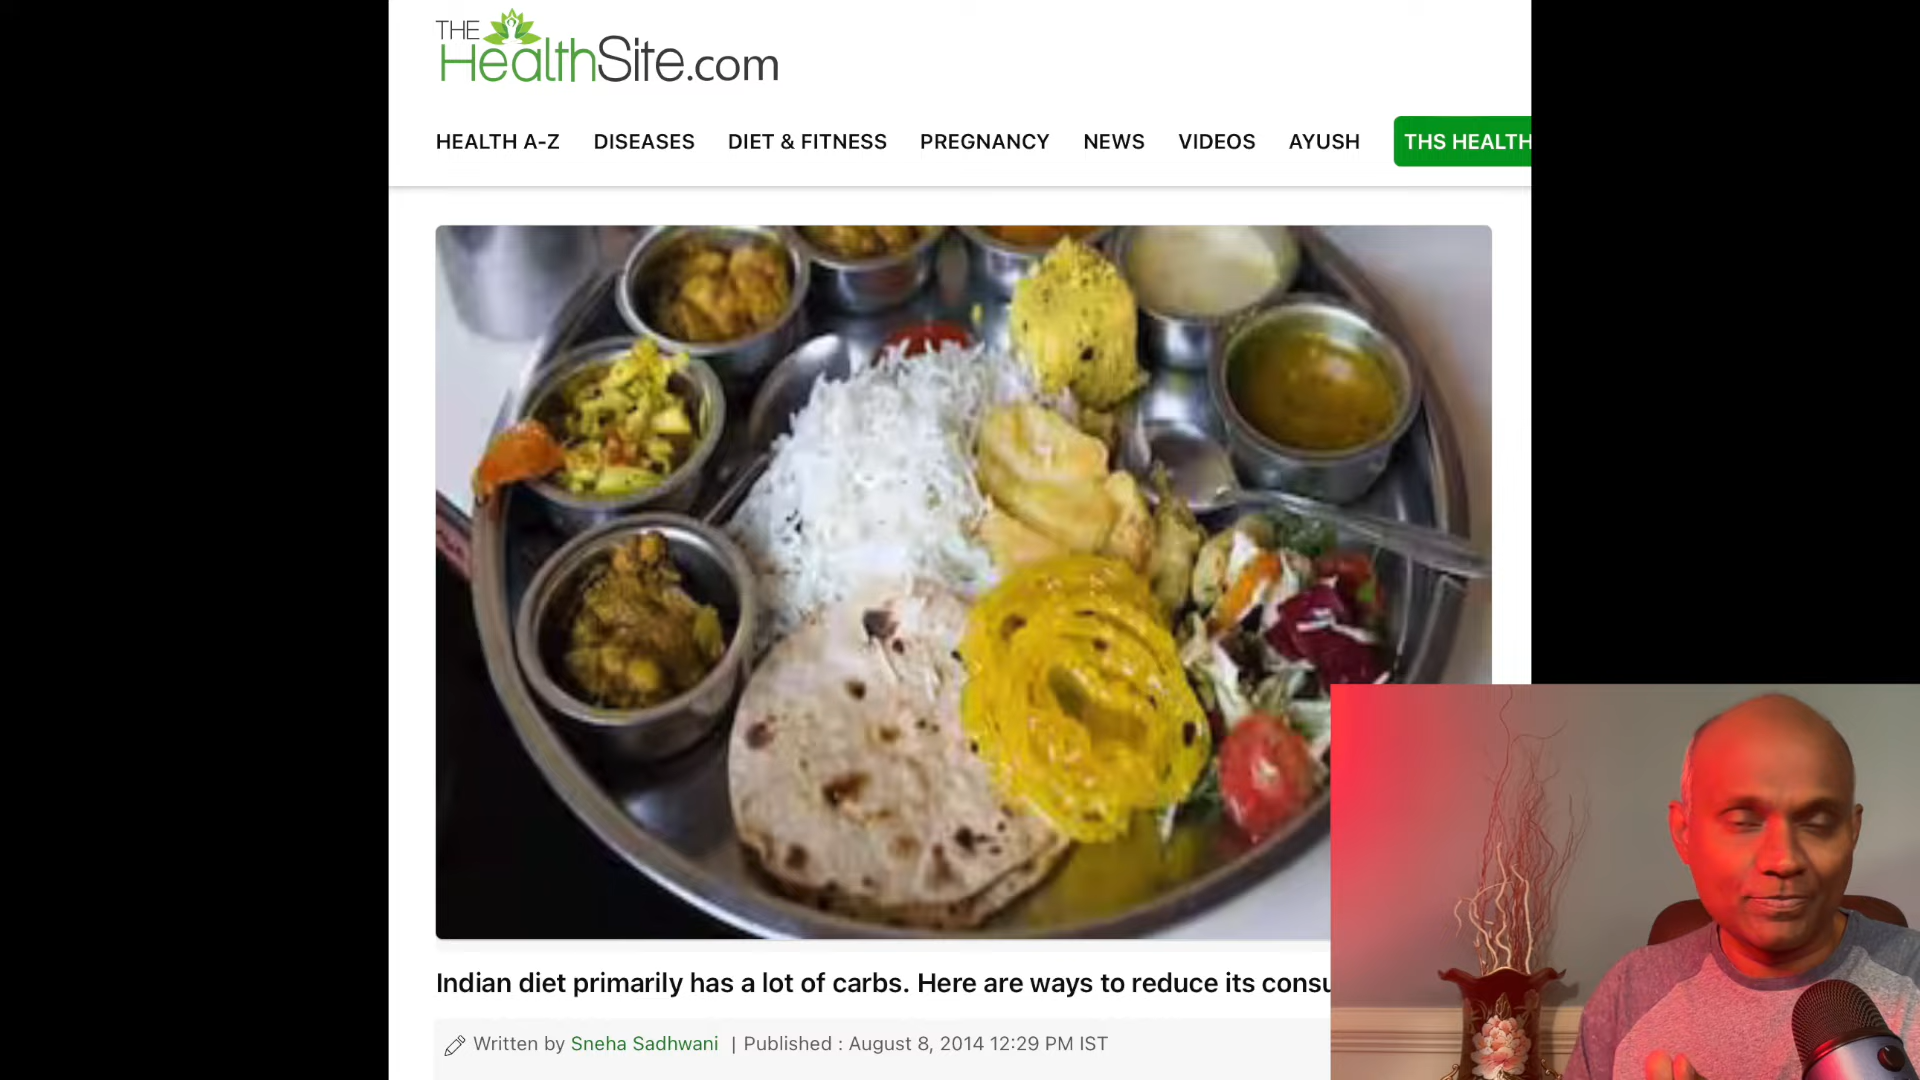 THE
HealthSite.com
HEALTH A-Z DISEASES DIET & FITNESS PREGNANCY NEWS VIDEOS AYUSH THS HEALTH
Indian diet primarily has a lot of carbs. Here are ways to reduce its consu
Written by Sneha Sadhwani | Published : August 8, 2014 12:29 PM IST